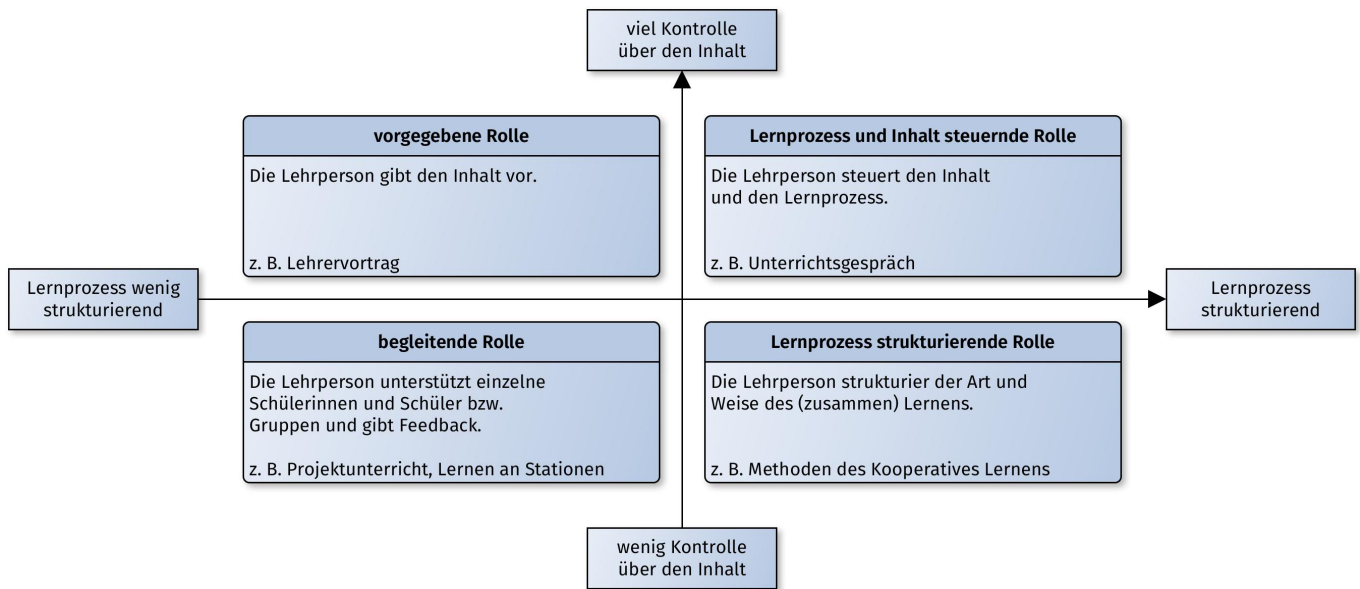 viel Kontrolle
über den Inhalt
vorgegebene Rolle
Die Lehrperson gibt den Inhalt vor.
z. B. Lehrervortrag
Lernprozess und Inhalt steuernde Rolle
Die Lehrperson steuert den Inhalt
und den Lernprozess.
z. B. Unterrichtsgespräch
Lernprozess wenig
strukturierend
Lernprozess
strukturierend
begleitende Rolle
Die Lehrperson unterstützt einzelne
Schülerinnen und Schüler bzw.
Gruppen und gibt Feedback.
z. B. Projektunterricht, Lernen an Stationen
Lernprozess strukturierende Rolle
Die Lehrperson strukturier der Art und
Weise des (zusammen) Lernens.
z. B. Methoden des Kooperatives Lernens
wenig Kontrolle
über den Inhalt